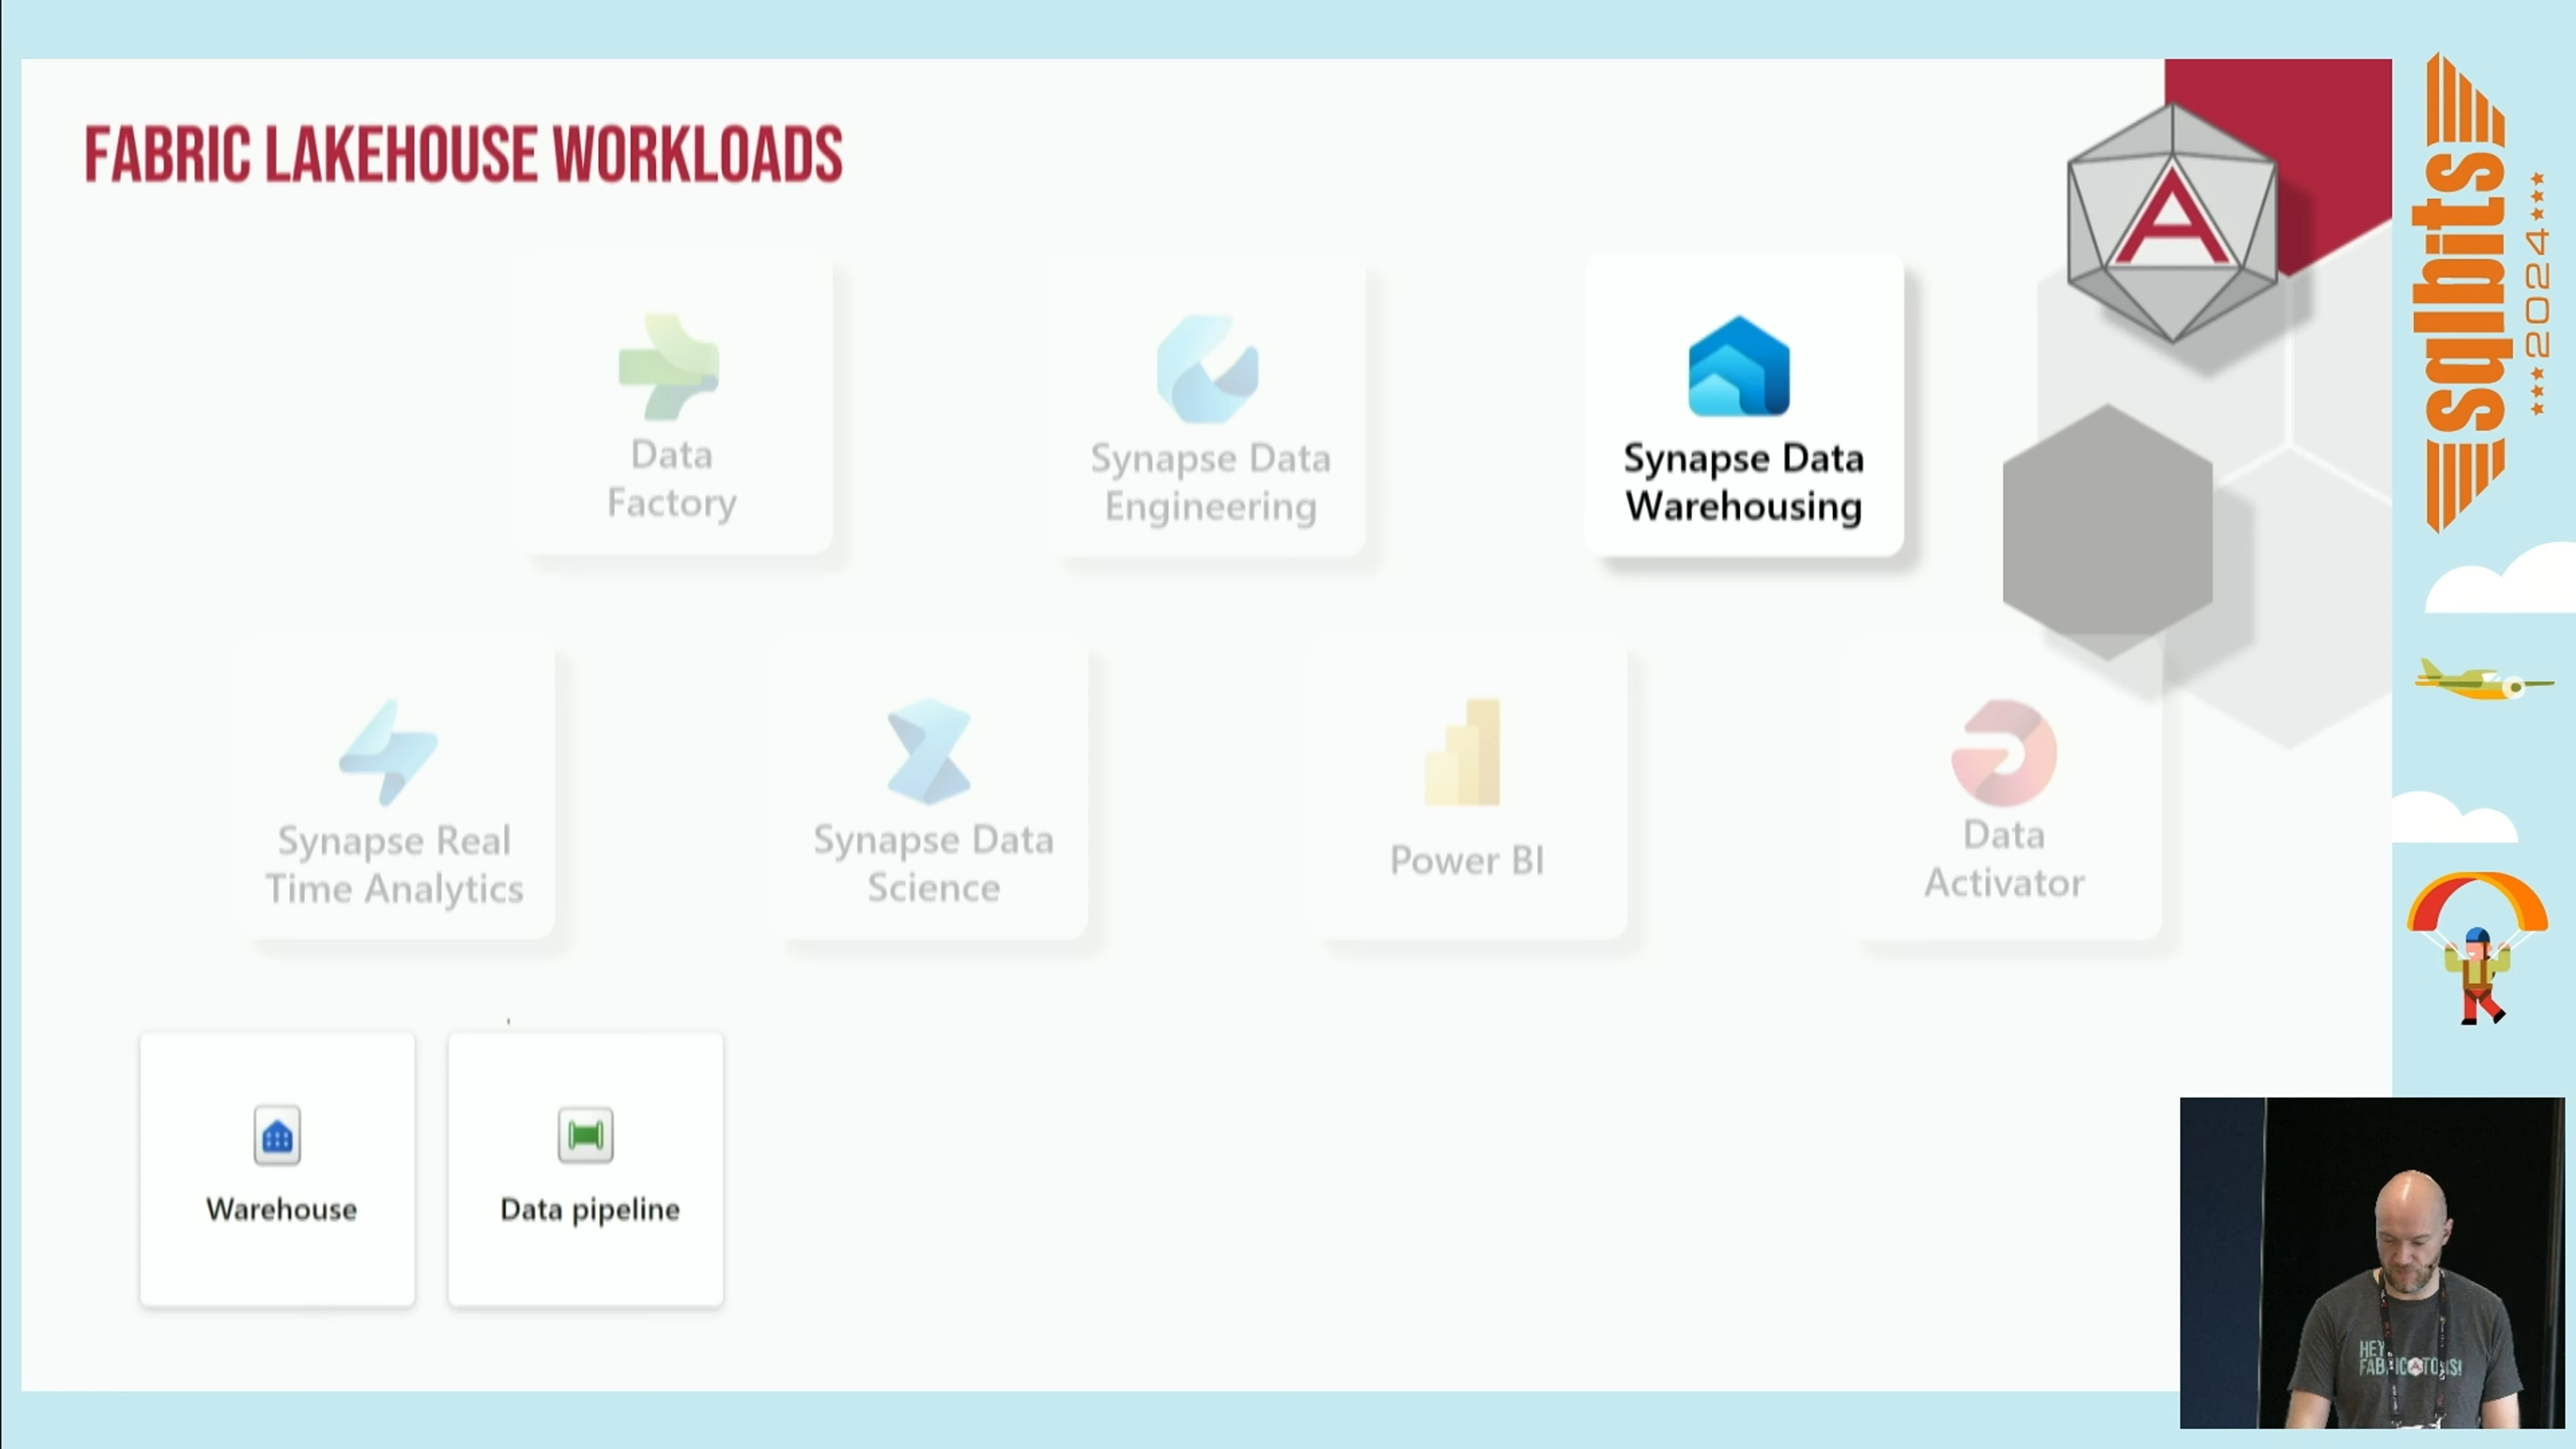 FABRIC LAKEHOUSE WORKLOADS
A
sqlbits
2024
Data
Factory
Synapse Data
Engineering
Synapse Data
Warehousing
Synapse Real
Time Analytics
Synapse Data
Science
Power BI
Data
Activator
Warehouse
Data pipeline
HEY